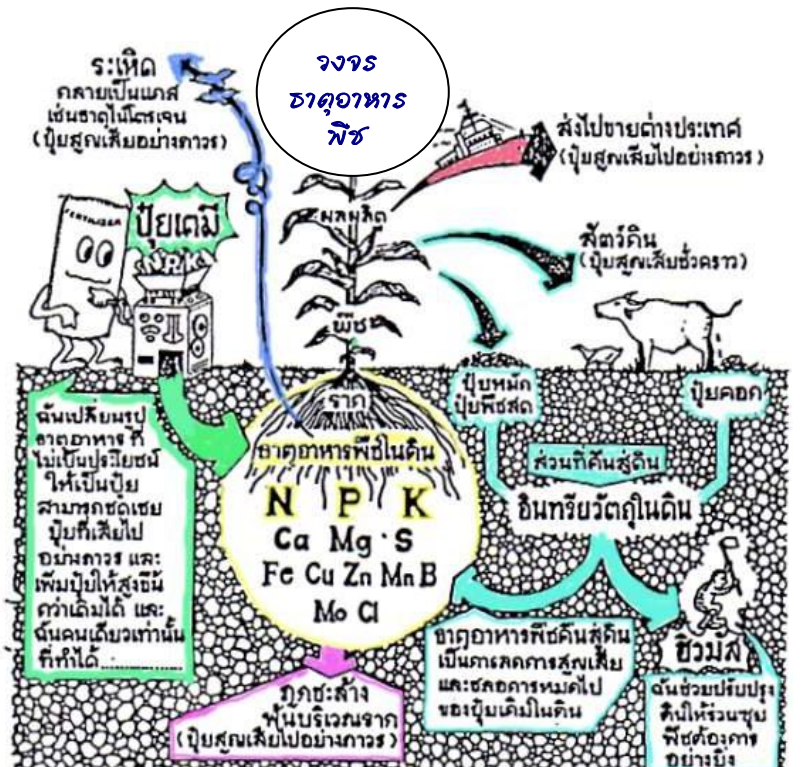 วงจร
ธาตุอาหาร
พืช
ระเหิด
กลายเป็นแกส
เช่นธาตุไนโตรเจน
(ปุ๋ยสูญเสียอย่างถาวร)
ส่งไปขายต่างประเทศ
(ปุ๋ยสูญเสียไปอย่างถาวร)
ผลผลิต
สัตว์กิน
(ปุ๋ยสูญเสียชั่วคราว)
FERTILIZER
ปุ๋ยเคมี
N P K
พืช
ราก
ปุ๋ยหมัก
ปุ๋ยพืชสด
ปุ๋ยคอก
ฉันเปลี่ยนรูป
ธาตุอาหาร ที่
ไม่เป็นประโยชน์
ให้เป็นปุ๋ย
สามารถชดเชย
ปุ๋ยที่เสียไป
อย่างถาวร และ
เพิ่มปุ๋ยให้สูงขึ้น
กว่าเดิมได้ และ
ฉันคนเดียวเท่านั้น
ที่ทำได้..............
ธาตุอาหารพืชในดิน
N P K
Ca Mg · S
Fe Cu Zn Mn B
Mo Cl
ส่วนที่คืนสู่ดิน
อินทรียวัตถุในดิน
ธาตุอาหารพืชคืนสู่ดิน
เป็นการลดการสูญเสีย
และชลอการหมดไป
ของปุ๋ยเดิมในดิน
ฮิวมัส
ฉันช่วยปรับปรุง
ดินให้ร่วนซุย
พืชต้องการ
อย่างยิ่ง
ถูกชะล้าง
พ้นบริเวณราก
(ปุ๋ยสูญเสียไปอย่างถาวร)